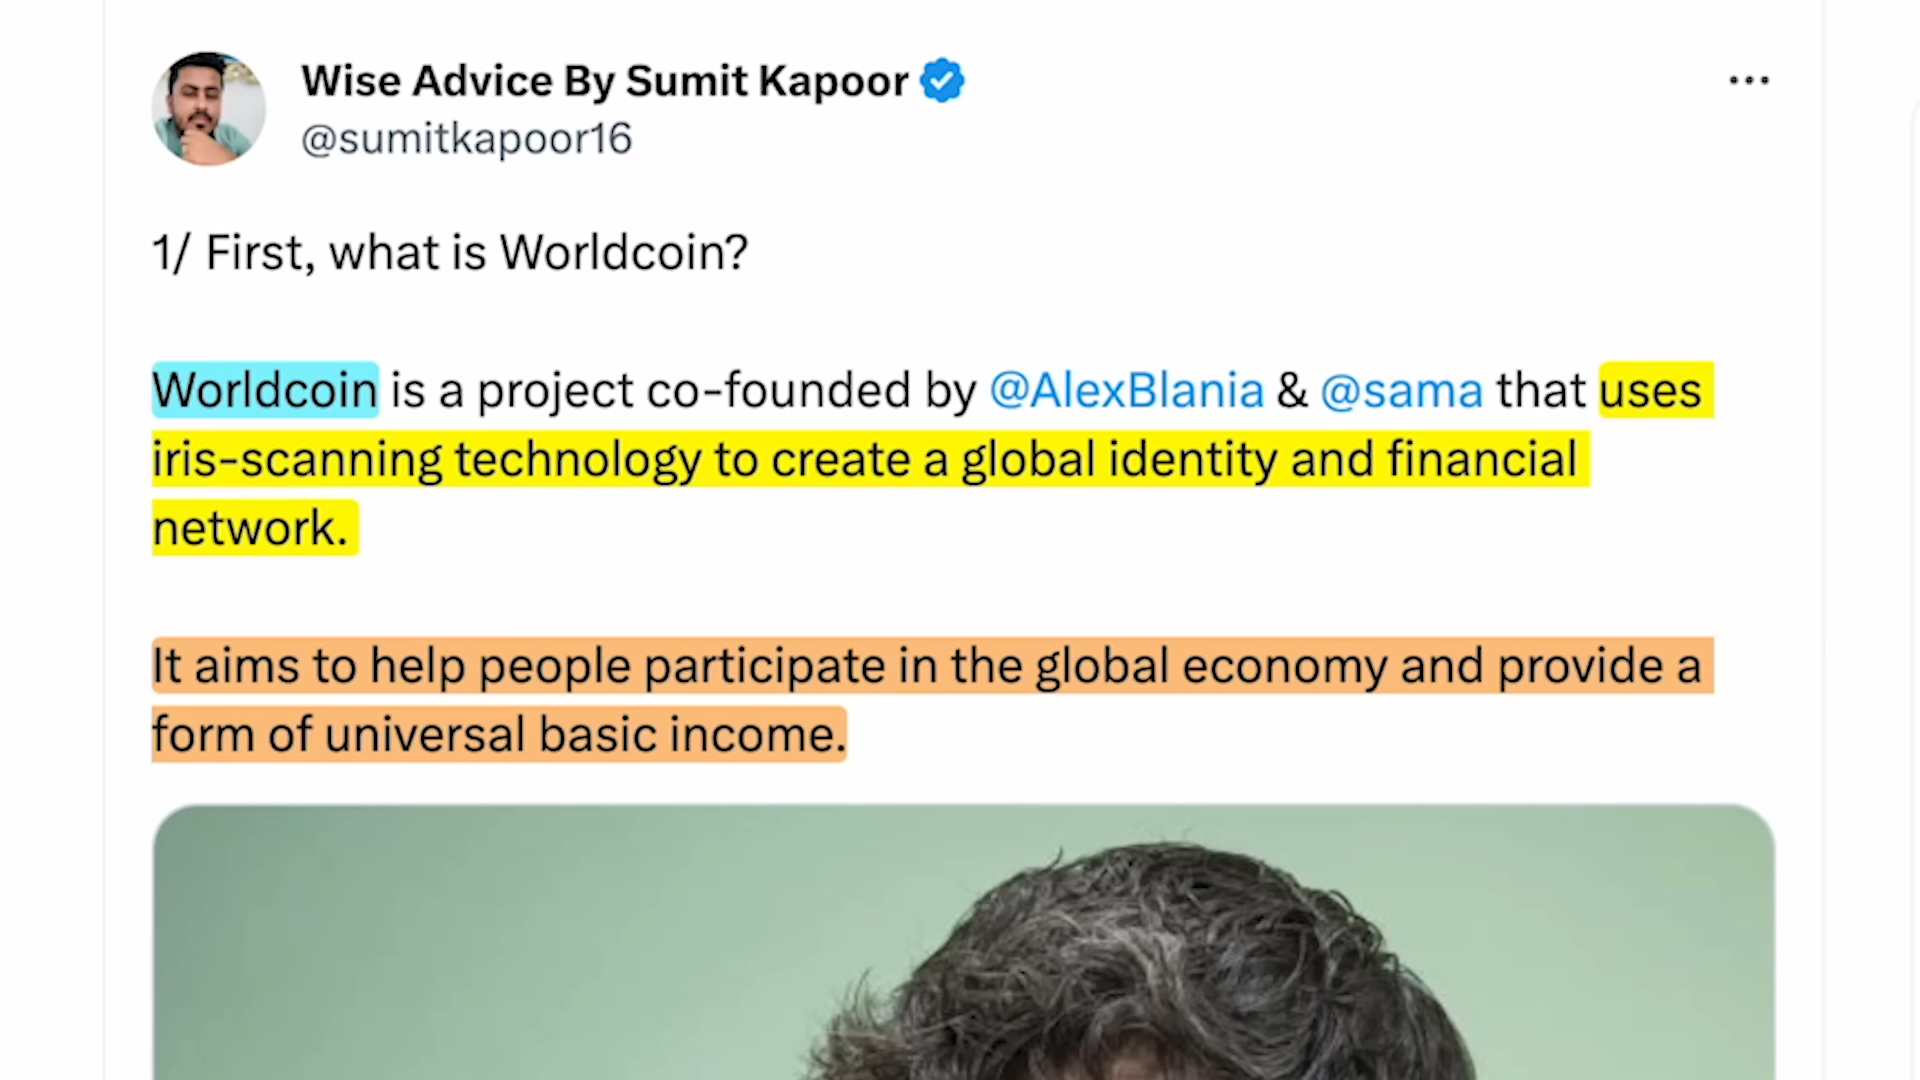 Wise Advice By Sumit Kapoor
@sumitkapoor16
1/ First, what is Worldcoin?
Worldcoin is a project co-founded by @AlexBlania & @sama that uses
iris-scanning technology to create a global identity and financial
network.
It aims to help people participate in the global economy and provide a
form of universal basic income.